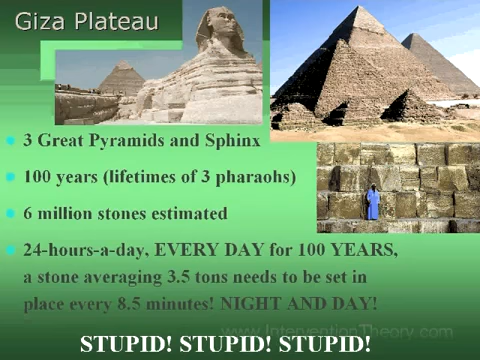 Giza Plateau
3 Great Pyramids and Sphinx
100 years (lifetimes of 3 pharaohs)
6 million stones estimated
24-hours-a-day, EVERY DAY for 100 YEARS,
a stone averaging 3.5 tons needs to be set in
place every 8.5 minutes! NIGHT AND DAY!
www.InterventionTheory.com
STUPID! STUPID! STUPID!